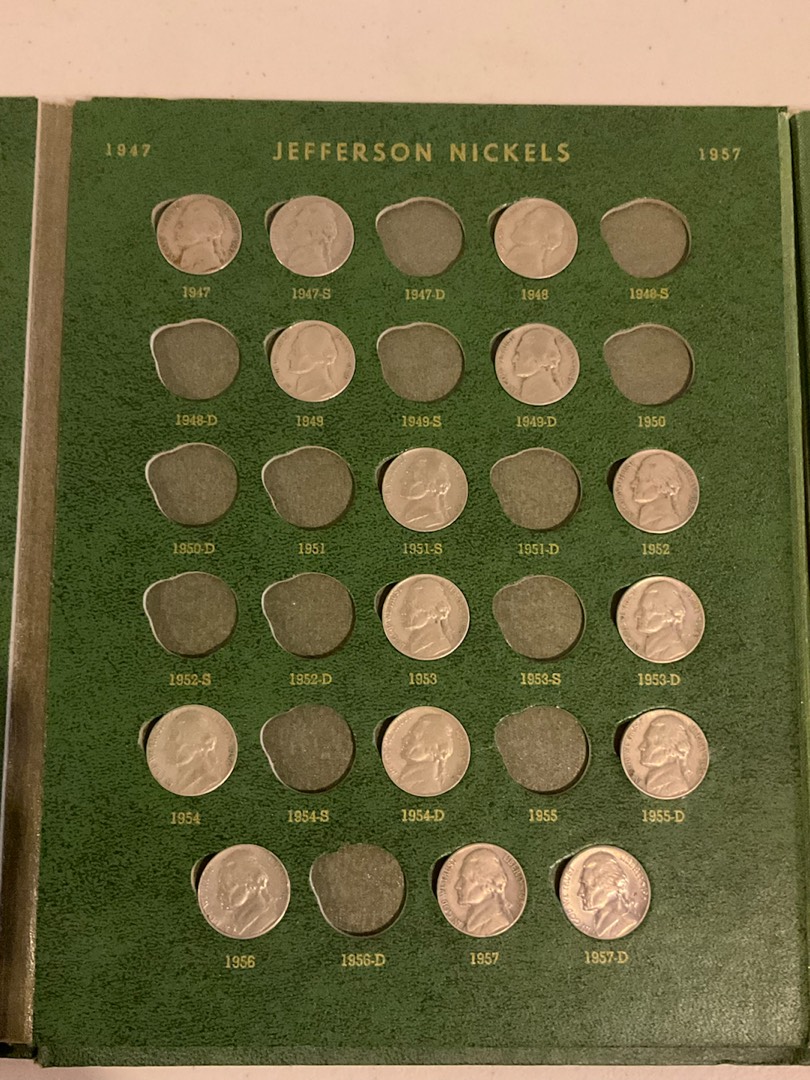 1947 JEFFERSON NICKELS 1957
1947 1947-S 1947-D 1948 1948-S
1948-D 1949 1949-S 1949-D 1950
1950-D 1951 1951-S 1951-D 1952
1952-S 1952-D 1953 1953-S 1953-D
1954 1954-S 1954-D 1955 1955-D
1956 1956-D 1957 1957-D